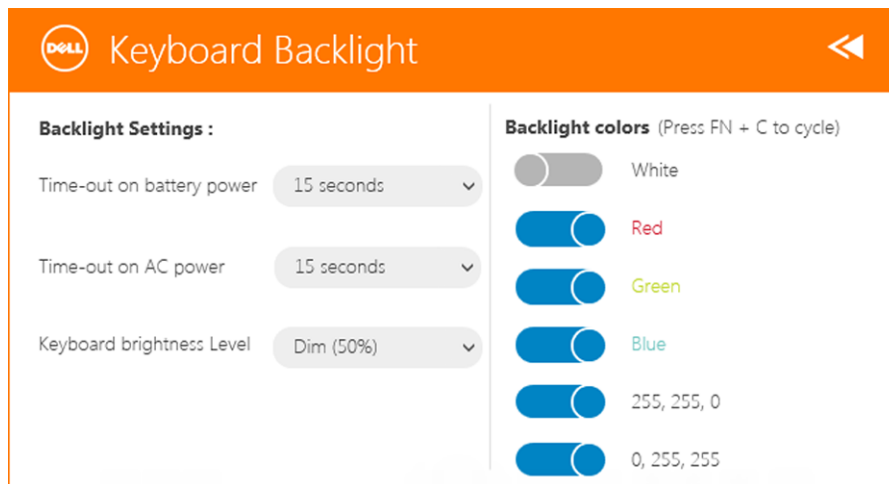 DELL Keyboard Backlight
Backlight Settings :
Time-out on battery power 15 seconds
Time-out on AC power 15 seconds
Keyboard brightness Level Dim (50%)
Backlight colors (Press FN + C to cycle)
White
Red
Green
Blue
255, 255, 0
0, 255, 255